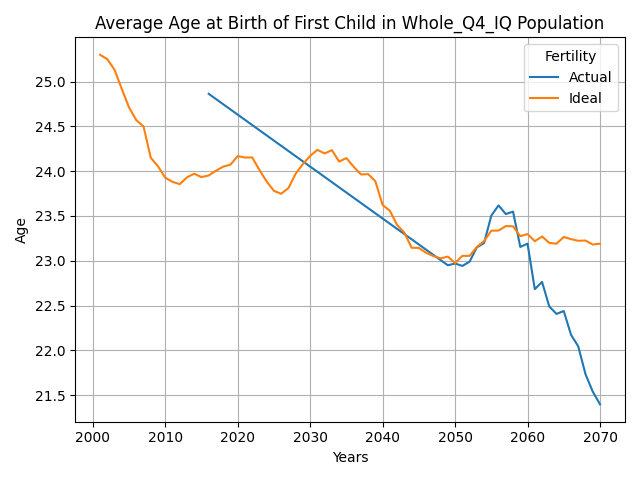 Average Age at Birth of First Child in Whole_Q4_IQ Population
Fertility
Actual
Ideal
Age
25.0
24.5
24.0
23.5
23.0
22.5
22.0
21.5
2000 2010 2020 2030 2040 2050 2060 2070
Years